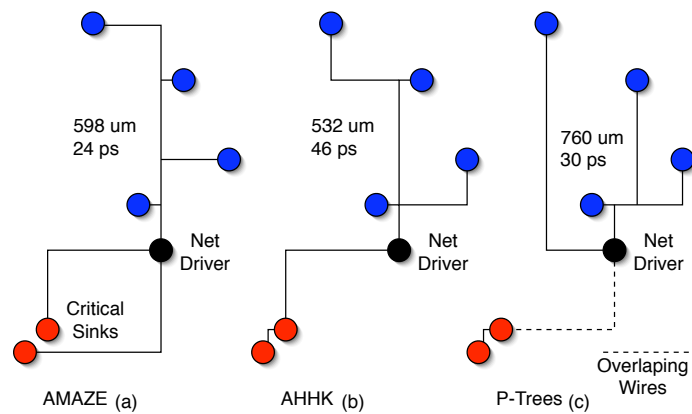 598 um
24 ps
Net
Driver
Critical
Sinks
AMAZE (a)
532 um
46 ps
Net
Driver
AHHK (b)
760 um
30 ps
Net
Driver
P-Trees (c)
Overlaping
Wires